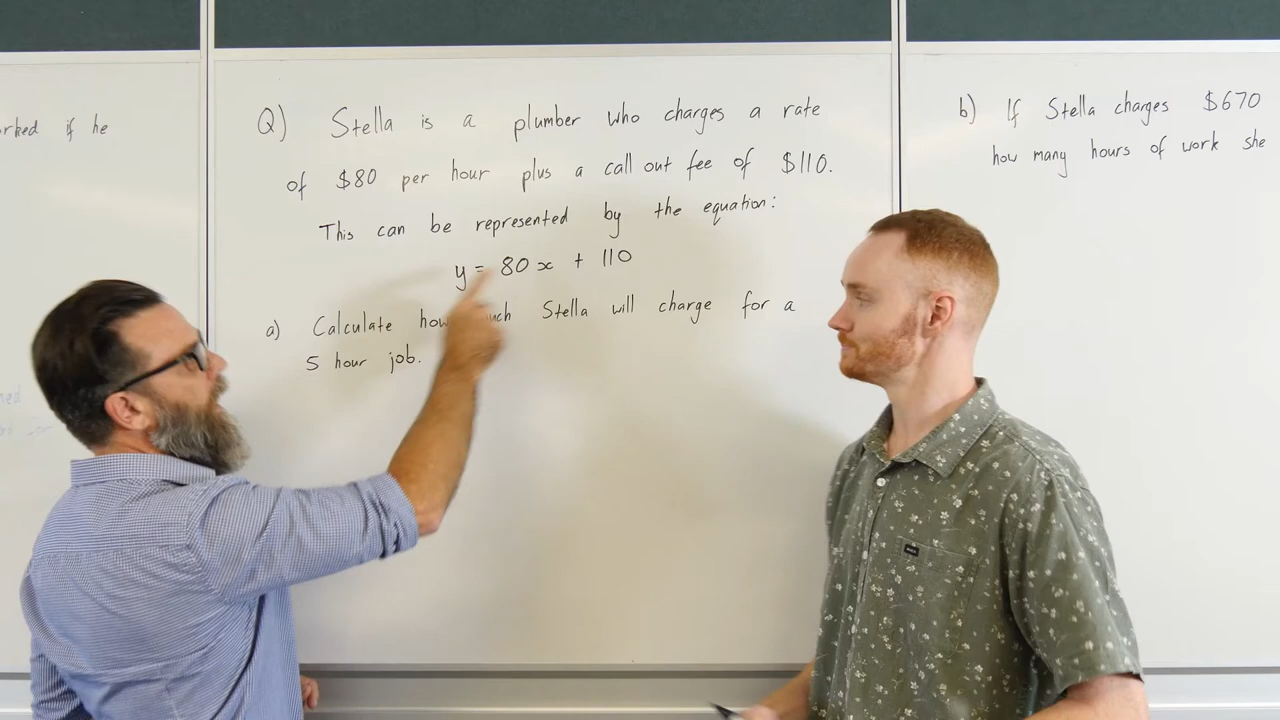 rked if he
Q) Stella is a plumber who charges a rate
of $80 per hour plus a call out fee of $110.
This can be represented by the equation:
y = 80x + 110
a) Calculate how Stella will charge for a
5 hour job.
b) If Stella charges $670
how many hours of work she